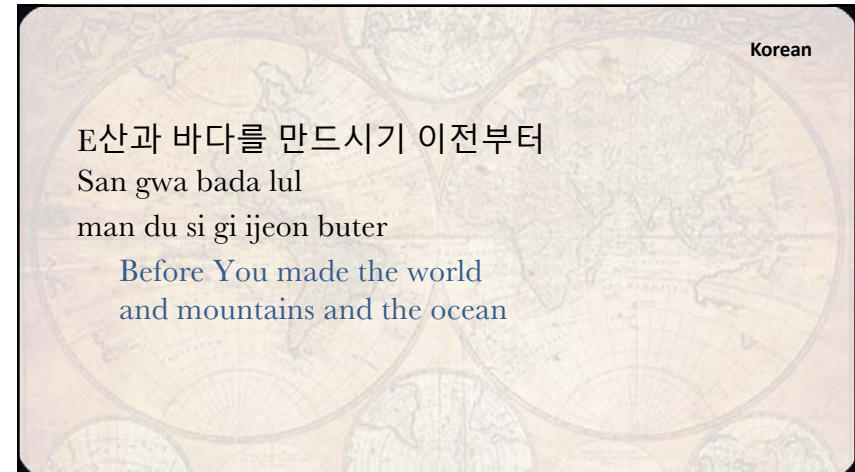 Korean
E산과 바다를 만드시기 이전부터
San gwa bada lul
man du si gi ijeon buter
Before You made the world
and mountains and the ocean